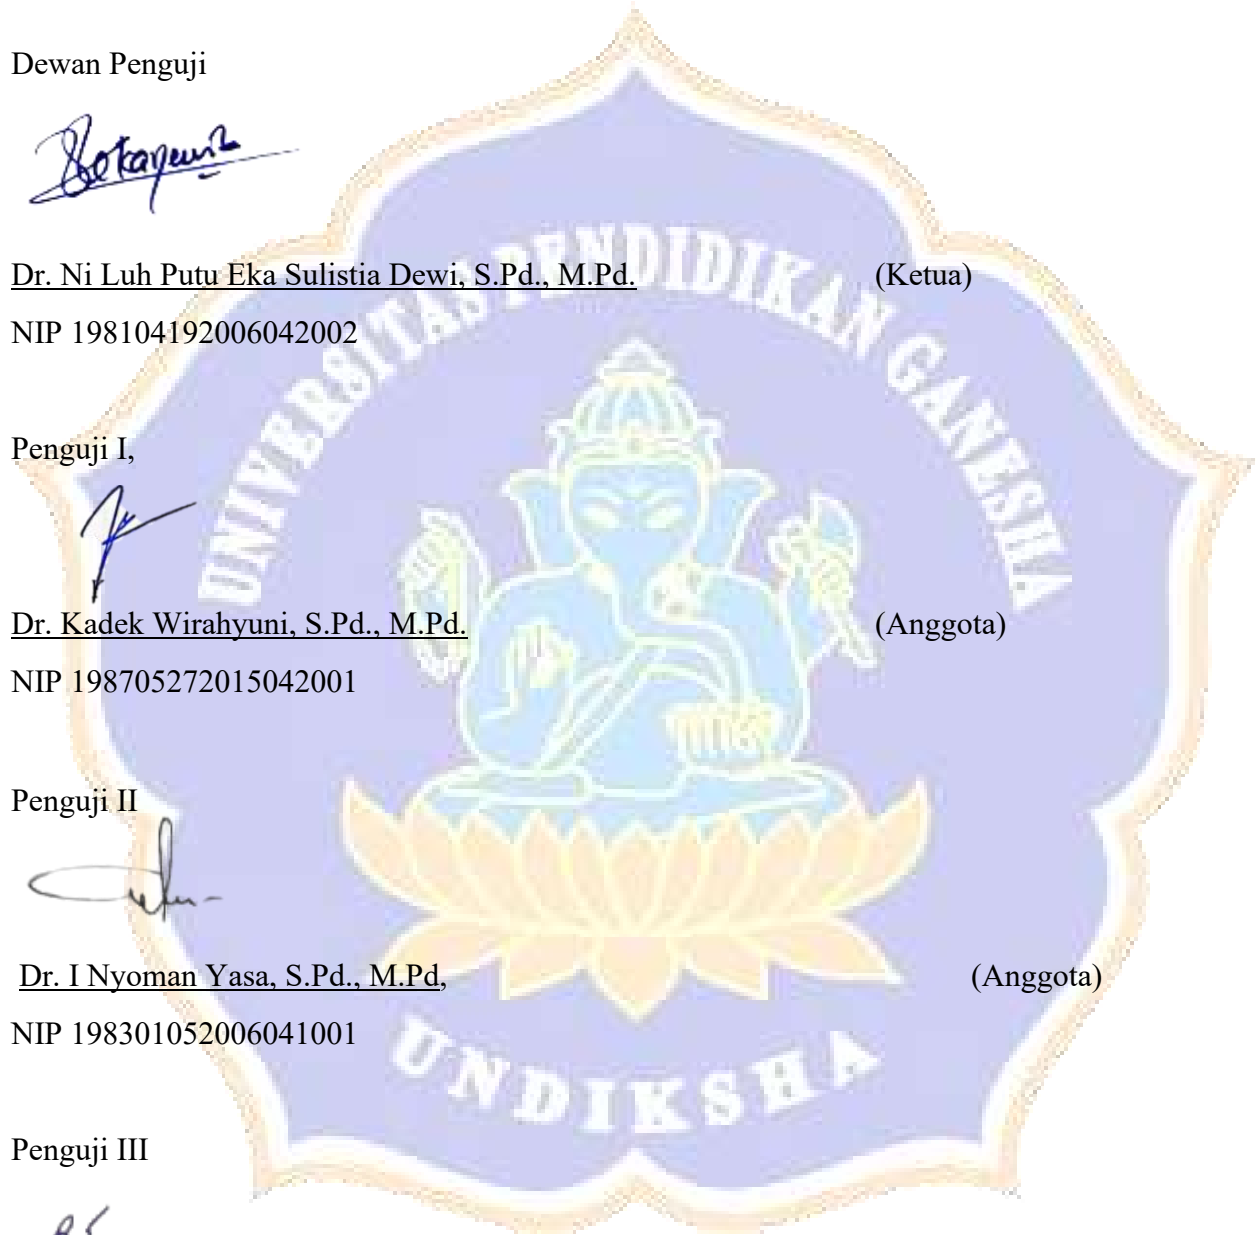 Dewan Penguji
Dr. Ni Luh Putu Eka Sulistia Dewi, S.Pd., M.Pd. (Ketua)
NIP 198104192006042002
Penguji I,
Dr. Kadek Wirahyuni, S.Pd., M.Pd. (Anggota)
NIP 198705272015042001
Penguji II
Dr. I Nyoman Yasa, S.Pd., M.Pd, (Anggota)
NIP 198301052006041001
Penguji III
UNIVERSITAS PENDIDIKAN GANESHA
UNDIKSHA